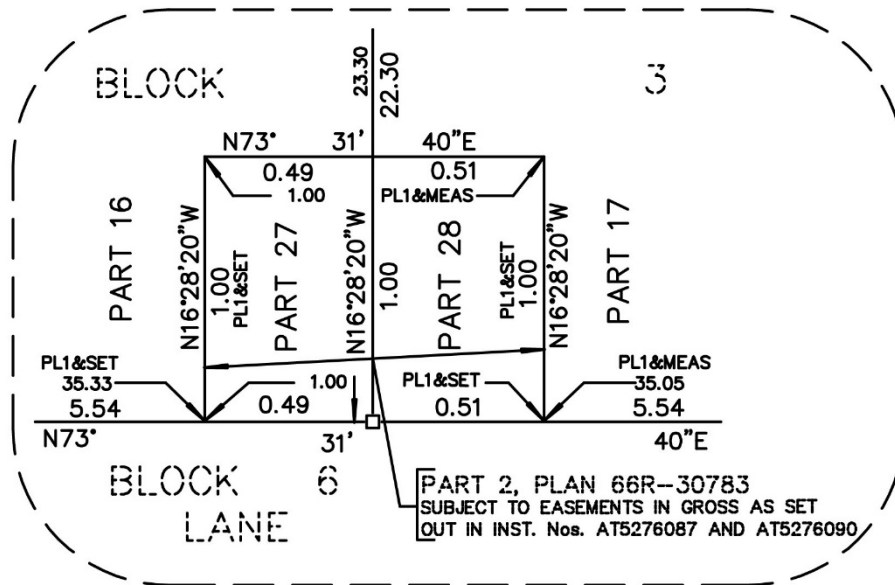 BLOCK 3
23.30
22.30
N73° 31' 40"E
0.49 0.51
1.00 PL1&MEAS
PART 16
N16°28'20"W
1.00
PL1&SET
PART 27
N16°28'20"W
1.00
PART 28
PL1&SET
1.00
N16°28'20"W
PART 17
PL1&SET
35.33
5.54
1.00
0.49
PL1&SET
0.51
PL1&MEAS
35.05
5.54
N73° 31' 40"E
BLOCK 6
LANE
PART 2, PLAN 66R--30783
SUBJECT TO EASEMENTS IN GROSS AS SET
OUT IN INST. Nos. AT5276087 AND AT5276090